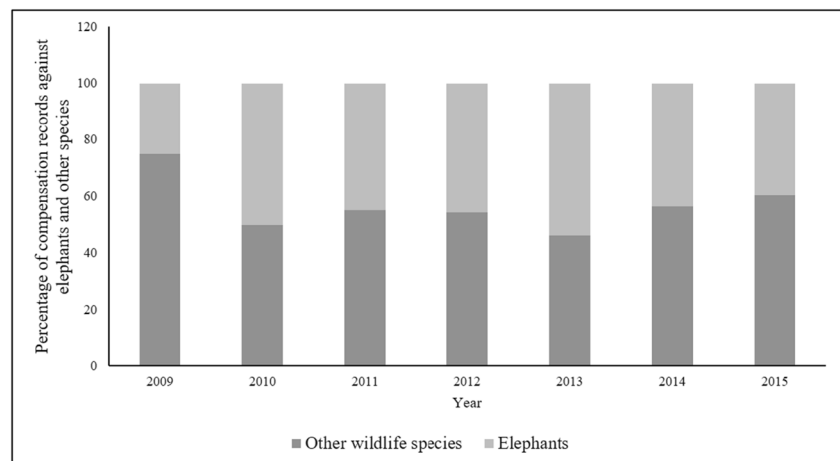 Percentage of compensation records against
elephants and other species
120
100
80
60
40
20
0
2009 2010 2011 2012 2013 2014 2015
Year
Other wildlife species Elephants